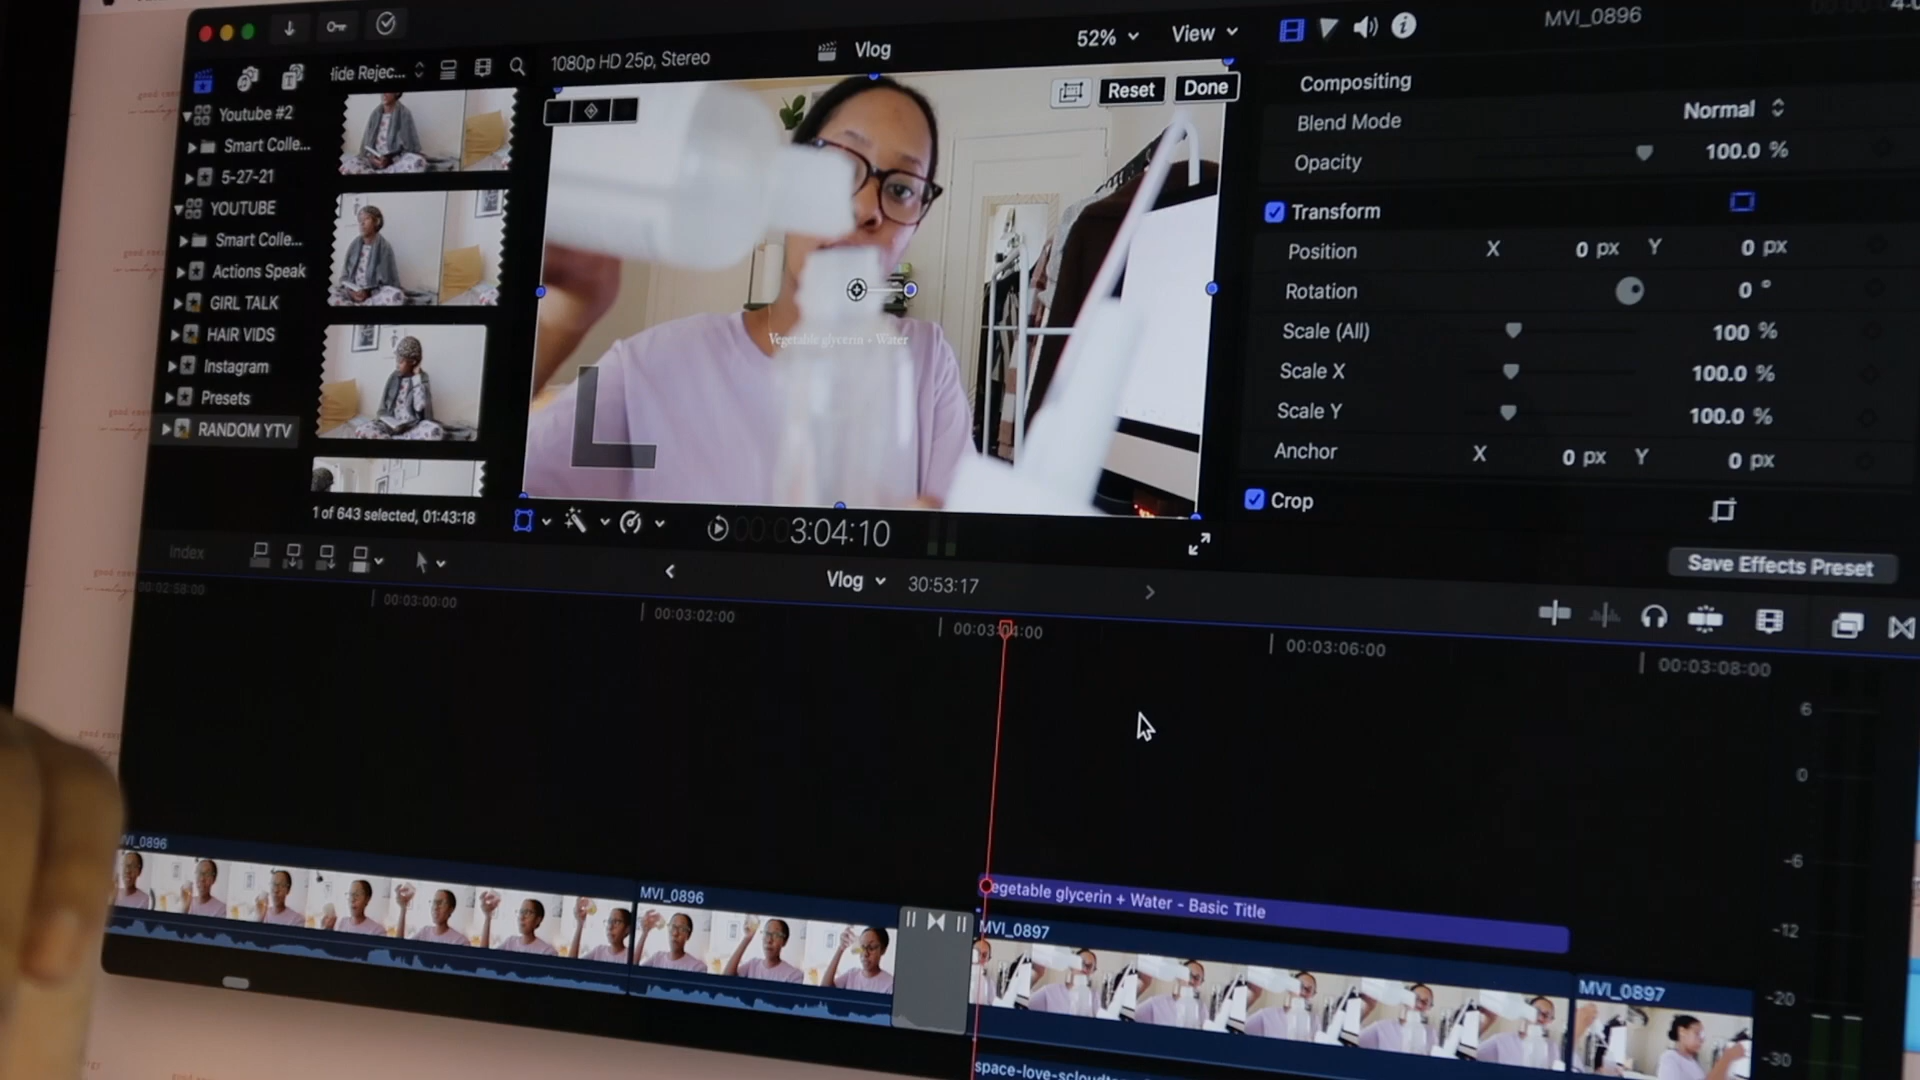 MVI_0896
52%
View
Vlog
1080p HD 25p, Stereo
Hide Rejec...
Youtube #2
Smart Colle...
5-27-21
YOUTUBE
Smart Colle...
Actions Speak
GIRL TALK
HAIR VIDS
Instagram
Presets
RANDOM YTV
1 of 643 selected, 01:43:18
Reset
Done
Vegetable glycerin + Water
3:04:10
Compositing
Blend Mode
Normal
Opacity
100.0 %
Transform
Position
X 0 px Y 0 px
Rotation
0 °
Scale (All)
100 %
Scale X
100.0 %
Scale Y
100.0 %
Anchor
X 0 px Y 0 px
Crop
Save Effects Preset
Index
Vlog
30:53:17
00:02:58:00
00:03:00:00
00:03:02:00
00:03:04:00
00:03:06:00
00:03:08:00
6
0
-6
-12
-20
-30
MVI_0896
MVI_0896
Vegetable glycerin + Water - Basic Title
MVI_0897
MVI_0897